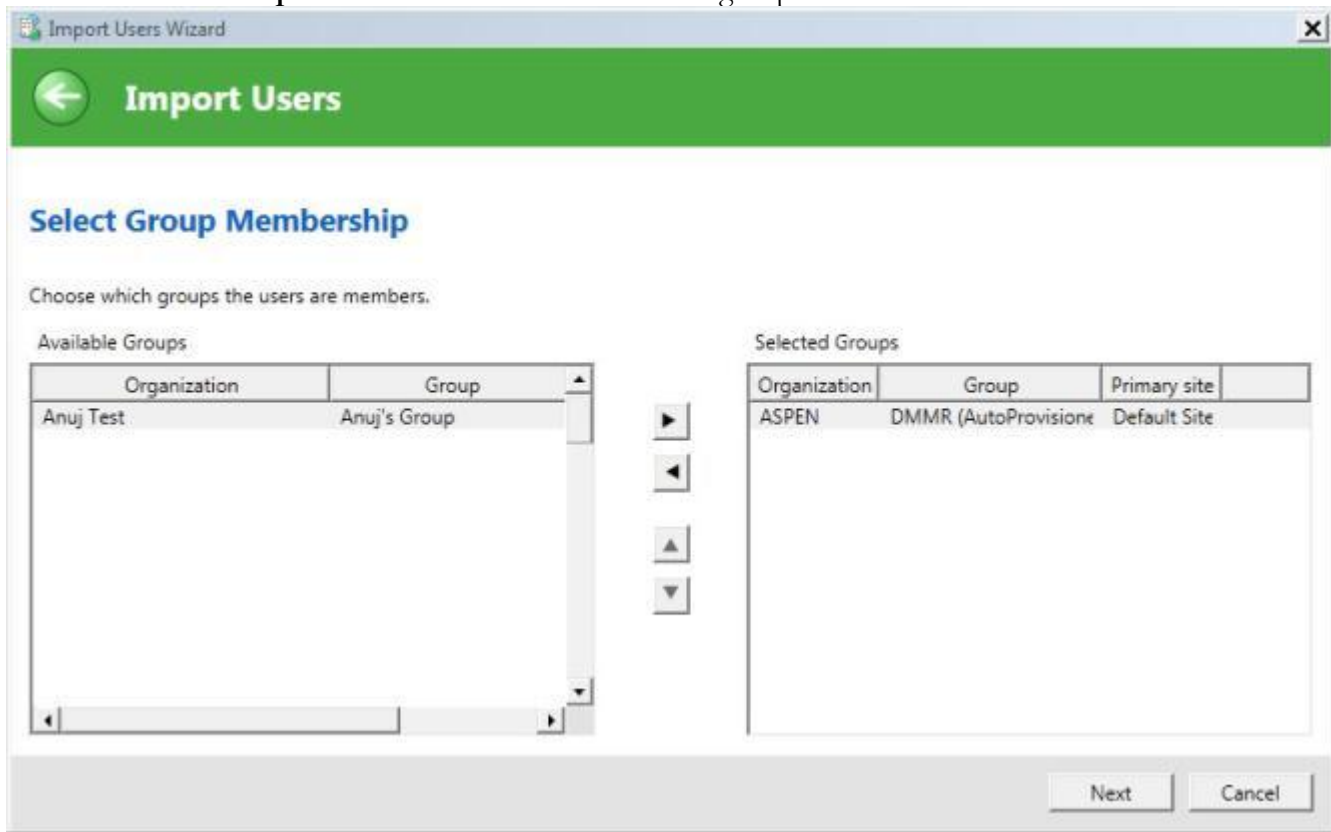 Import Users Wizard
Import Users
Select Group Membership
Choose which groups the users are members.
Available Groups
Selected Groups
Organization Group
Organization Group Primary site
Anuj Test Anuj's Group
ASPEN DMMR (AutoProvisione Default Site
Next Cancel